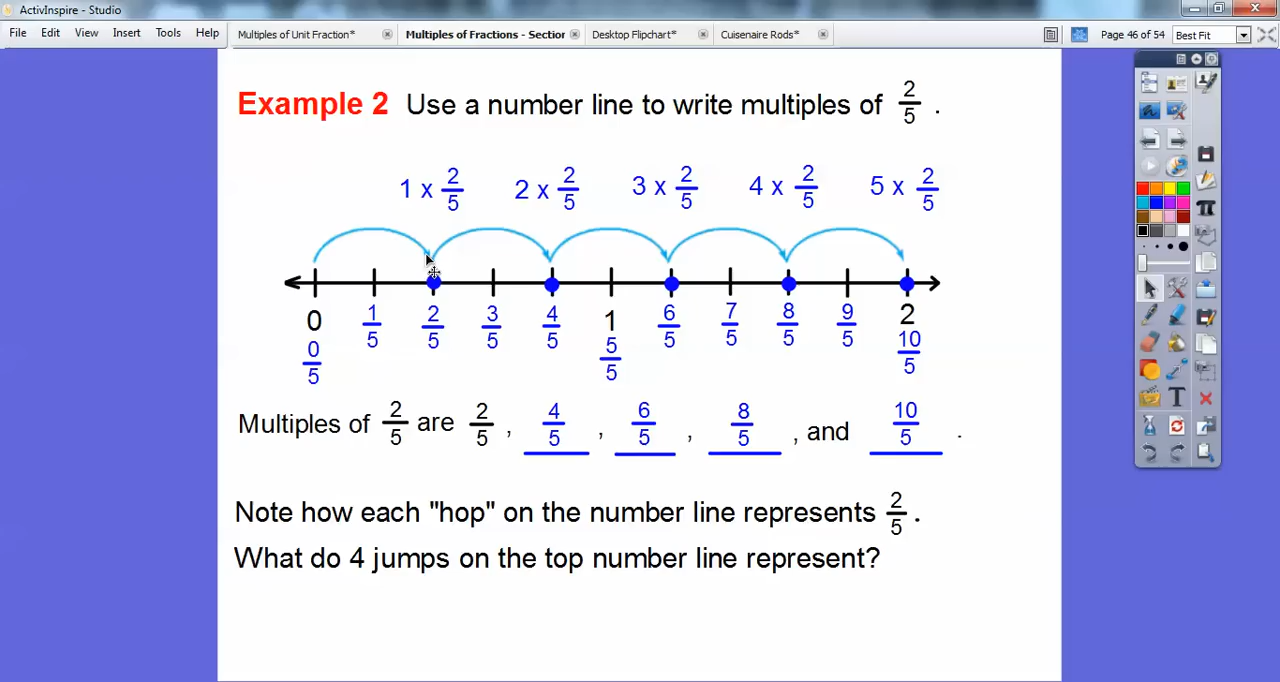 ActivInspire - Studio
File Edit View Insert Tools Help
Multiples of Unit Fraction* Multiples of Fractions - Section Desktop Flipchart* Cuisenaire Rods*
Page 46 of 54 Best Fit
Example 2 Use a number line to write multiples of 2/5 .
1 x 2/5 2 x 2/5 3 x 2/5 4 x 2/5 5 x 2/5
0 1/5 2/5 3/5 4/5 1 6/5 7/5 8/5 9/5 2
0/5 5/5 10/5
Multiples of 2/5 are 2/5 , 4/5 , 6/5 , 8/5 , and 10/5 .
Note how each "hop" on the number line represents 2/5 .
What do 4 jumps on the top number line represent?